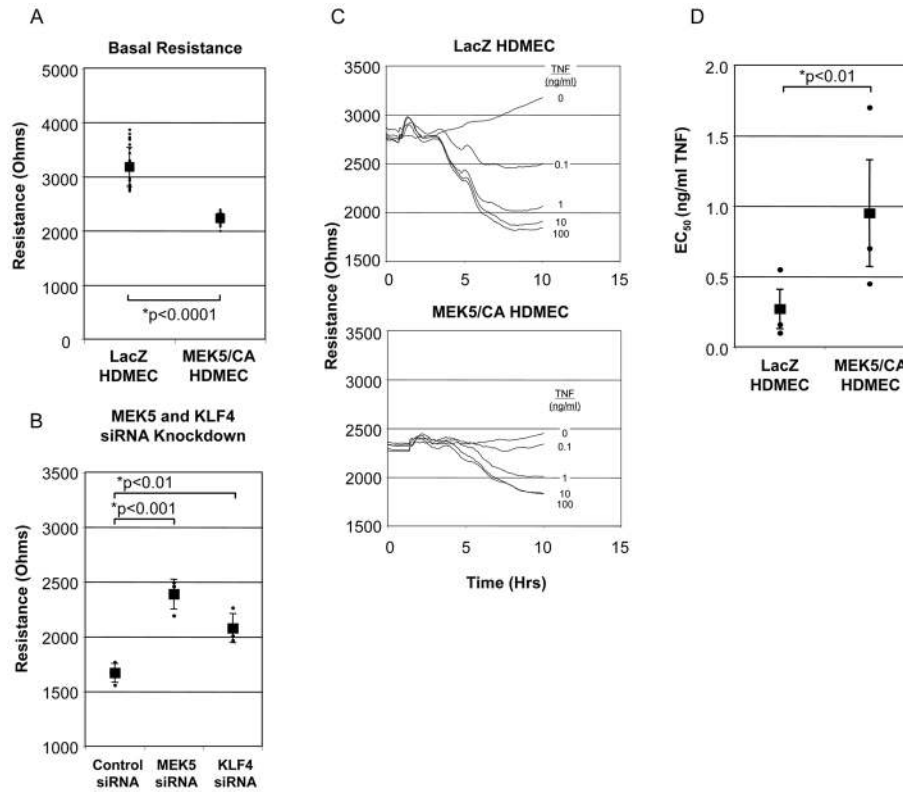 A
Basal Resistance
Resistance (Ohms)
5000
4000
3000
2000
1000
0
*p<0.0001
LacZ
HDMEC
MEK5/CA
HDMEC
B
MEK5 and KLF4
siRNA Knockdown
Resistance (Ohms)
3500
3000
2500
2000
1500
1000
*p<0.01
*p<0.001
Control
siRNA
MEK5
siRNA
KLF4
siRNA
C
LacZ HDMEC
Resistance (Ohms)
3500
3000
2500
2000
1500
TNF
(ng/ml)
0
0.1
1
10
100
0 5 10 15
MEK5/CA HDMEC
3500
3000
2500
2000
1500
TNF
(ng/ml)
0
0.1
1
10
100
0 5 10 15
Time (Hrs)
D
EC50 (ng/ml TNF)
2.0
1.5
1.0
0.5
0.0
*p<0.01
LacZ
HDMEC
MEK5/CA
HDMEC